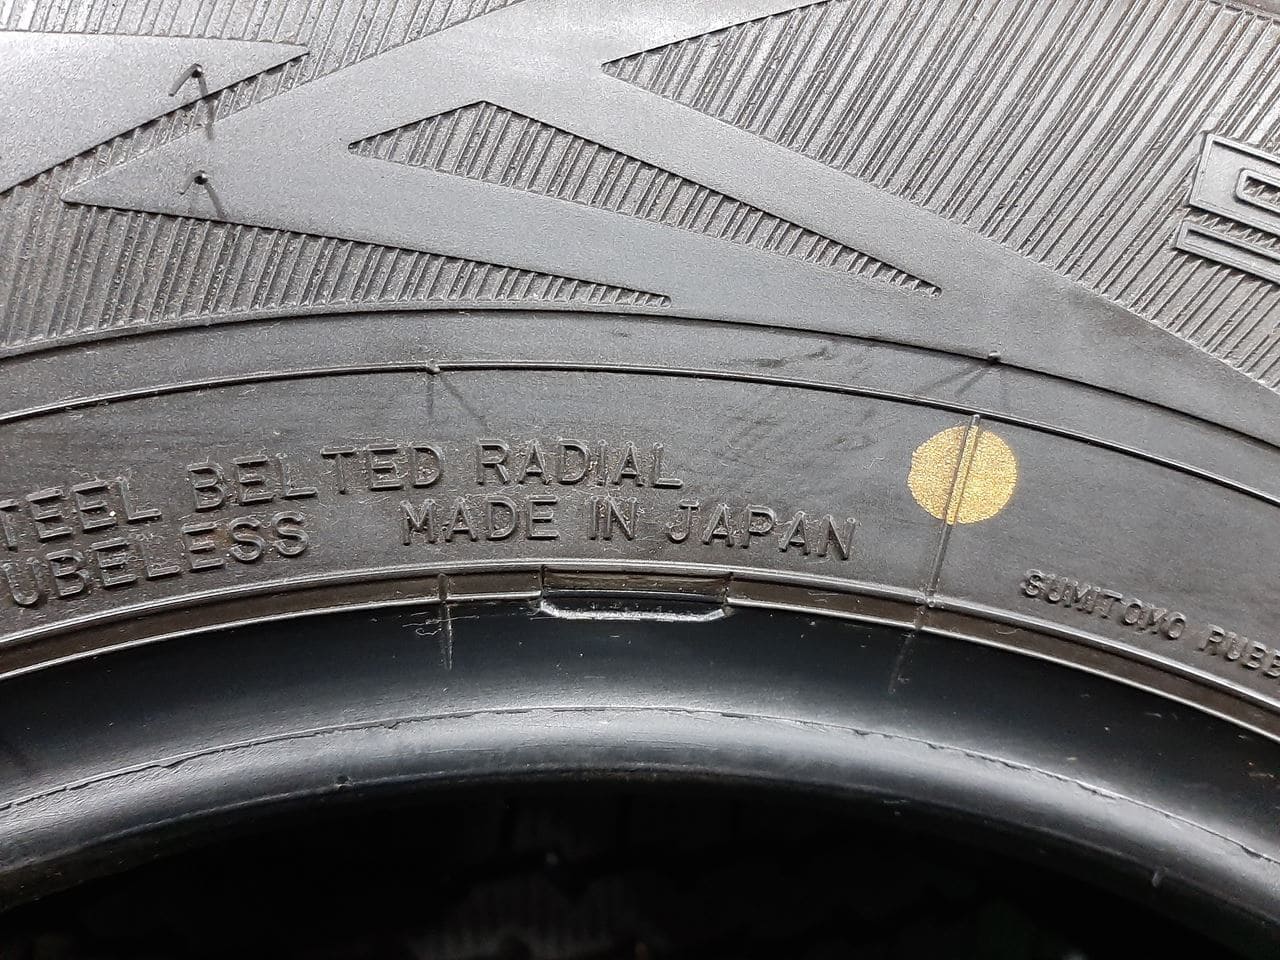 TEEL BELTED RADIAL
UBELESS MADE IN JAPAN
SUMITOMO RUBB